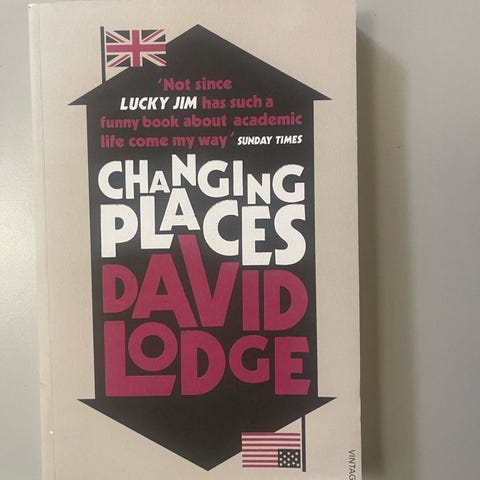 ‘Not since
LUCKY JIM has such a
funny book about academic
life come my way’ SUNDAY TIMES
CHANGING
PLACES
DAVID
LODGE
VINTAG